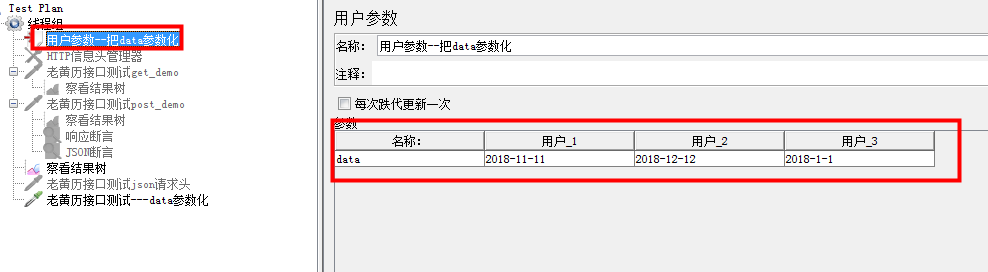 Test Plan
线程组
用户参数--把data参数化
HTTP信息头管理器
老黄历接口测试get_demo
察看结果树
老黄历接口测试post_demo
察看结果树
响应断言
JSON断言
察看结果树
老黄历接口测试json请求头
老黄历接口测试---data参数化
用户参数
名称: 用户参数--把data参数化
注释:
每次跌代更新一次
参数
名称: 用户_1 用户_2 用户_3
data 2018-11-11 2018-12-12 2018-1-1